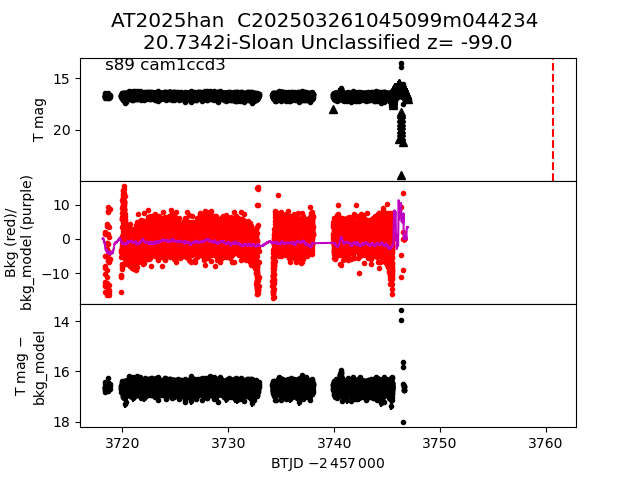 AT2025han  C202503261045099m044234
20.7342i-Sloan Unclassified z= -99.0
s89 cam1ccd3
15
20
T mag
10
0
−10
Bkg (red)/
bkg_model (purple)
14
16
18
T mag −
bkg_model
3720
3730
3740
3750
3760
BTJD −2 457 000